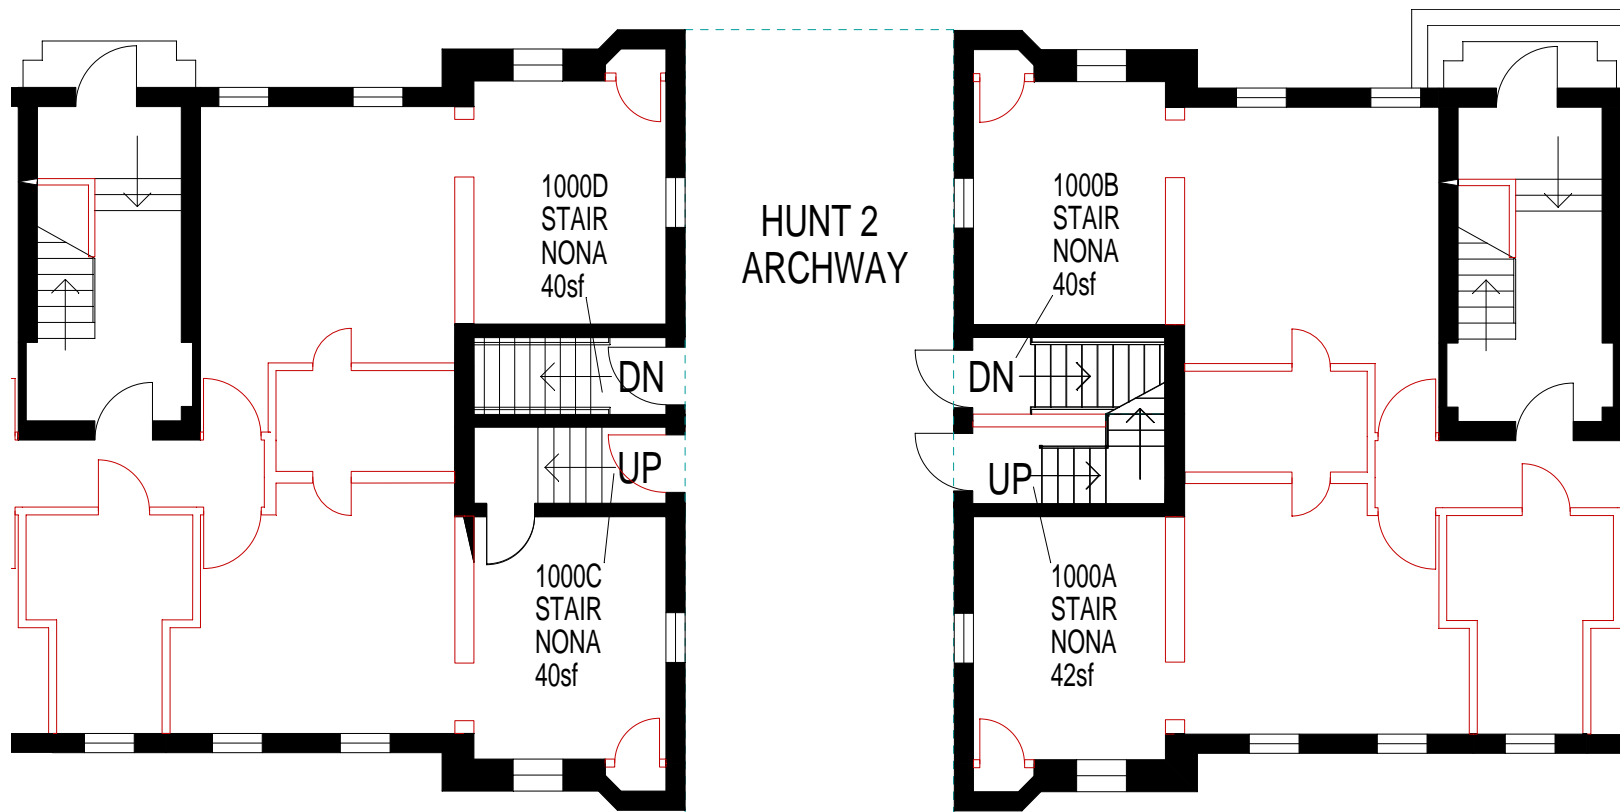 1000D
STAIR
NONA
40sf
HUNT 2
ARCHWAY
1000B
STAIR
NONA
40sf
DN
DN
UP
UP
1000C
STAIR
NONA
40sf
1000A
STAIR
NONA
42sf